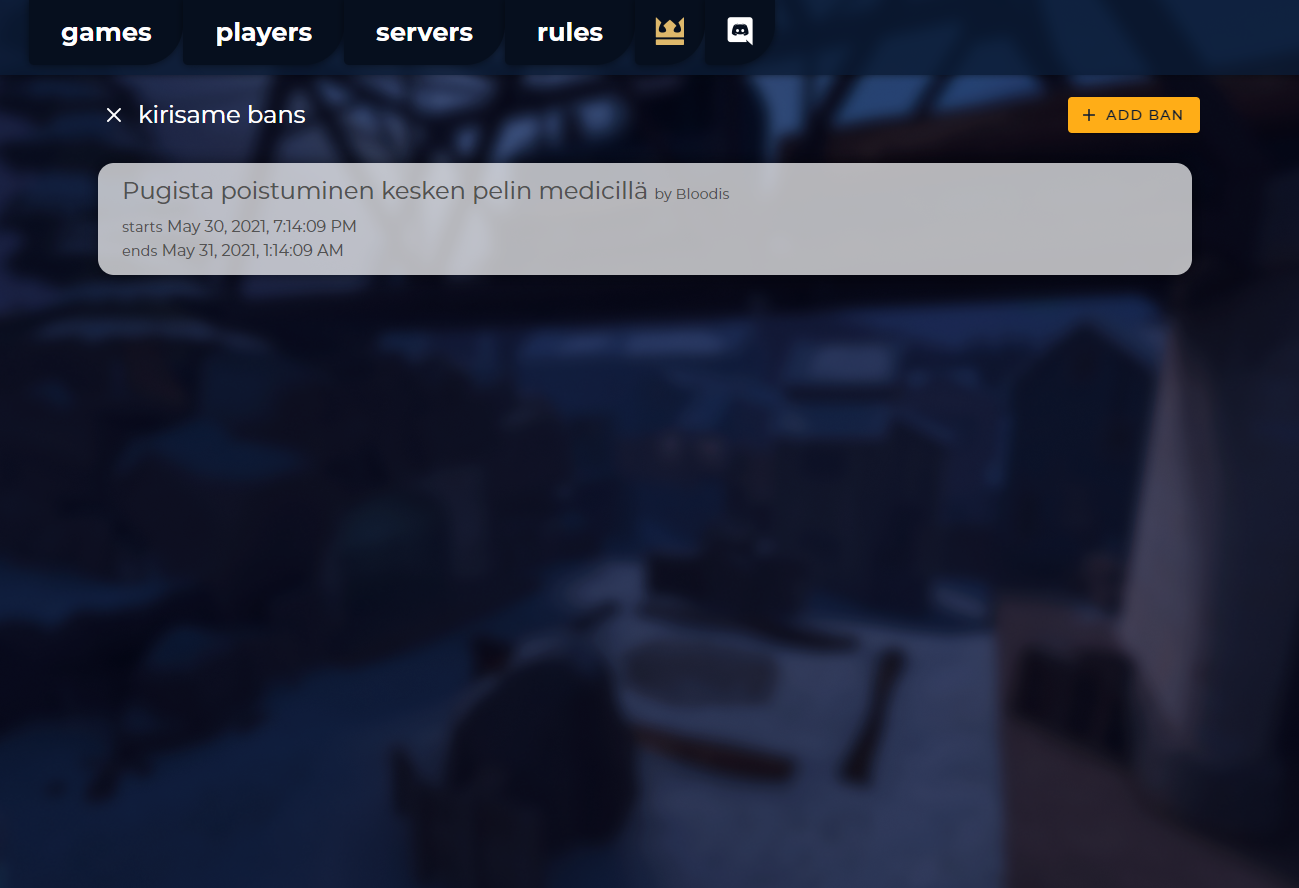 games players servers rules
kirisame bans
ADD BAN
Pugista poistuminen kesken pelin medicillä by Bloodis
starts May 30, 2021, 7:14:09 PM
ends May 31, 2021, 1:14:09 AM